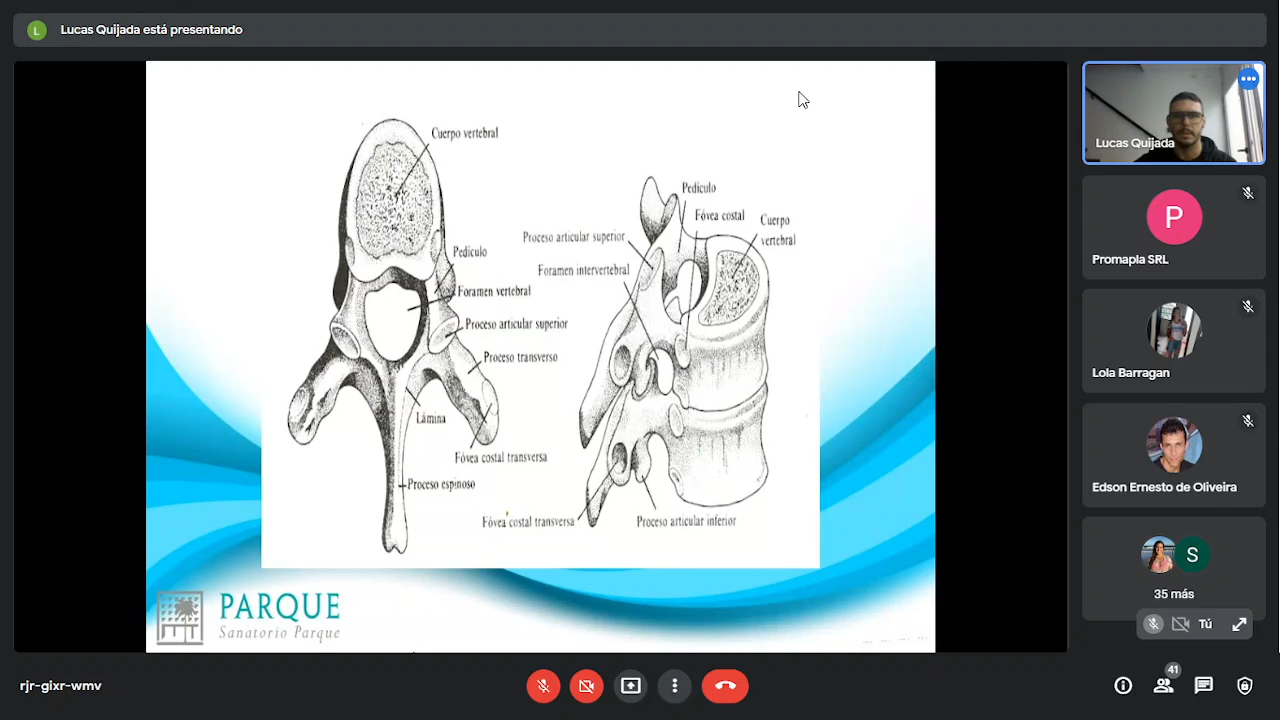 Lucas Quijada está presentando
L
Cuerpo vertebral
Pedículo
Foramen vertebral
Proceso articular superior
Proceso transverso
Lámina
Fóvea costal transversa
Proceso espinoso
Pedículo
Fóvea costal
Cuerpo
vertebral
Proceso articular superior
Foramen intervertebral
Fóvea costal transversa
Proceso articular inferior
PARQUE
Sanatorio Parque
Lucas Quijada
P
Promapla SRL
Lola Barragan
Edson Ernesto de Oliveira
S
35 más
Tú
rjr-gixr-wmv
41